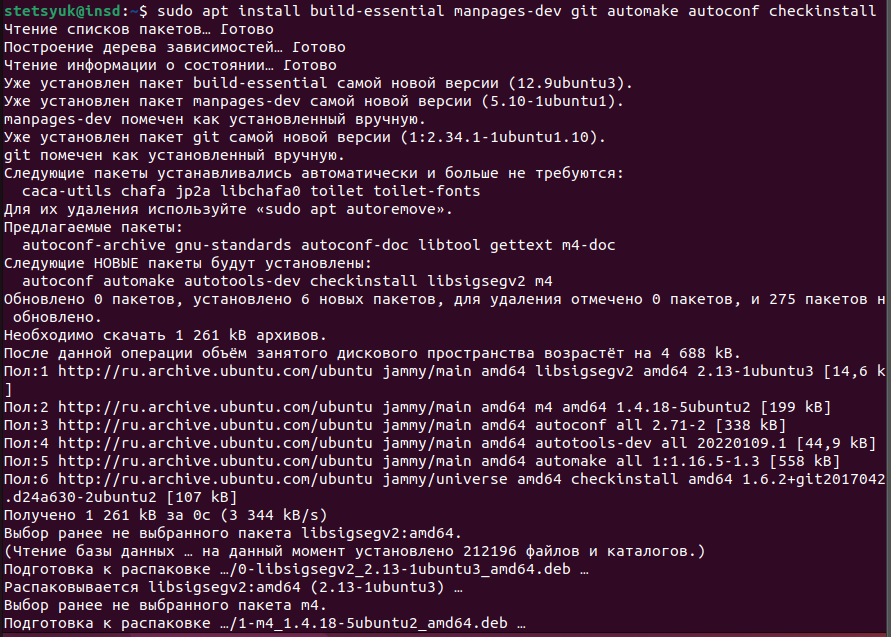 stetsyuk@insd:~$ sudo apt install build-essential manpages-dev git automake autoconf checkinstall
Чтение списков пакетов… Готово
Построение дерева зависимостей… Готово
Чтение информации о состоянии… Готово
Уже установлен пакет build-essential самой новой версии (12.9ubuntu3).
Уже установлен пакет manpages-dev самой новой версии (5.10-1ubuntu1).
manpages-dev помечен как установленный вручную.
Уже установлен пакет git самой новой версии (1:2.34.1-1ubuntu1.10).
git помечен как установленный вручную.
Следующие пакеты устанавливались автоматически и больше не требуются:
  caca-utils chafa jp2a libchafa0 toilet toilet-fonts
Для их удаления используйте «sudo apt autoremove».
Предлагаемые пакеты:
  autoconf-archive gnu-standards autoconf-doc libtool gettext m4-doc
Следующие НОВЫЕ пакеты будут установлены:
  autoconf automake autotools-dev checkinstall libsigsegv2 m4
Обновлено 0 пакетов, установлено 6 новых пакетов, для удаления отмечено 0 пакетов, и 275 пакетов н
 обновлено.
Необходимо скачать 1 261 kB архивов.
После данной операции объём занятого дискового пространства возрастёт на 4 688 kB.
Пол:1 http://ru.archive.ubuntu.com/ubuntu jammy/main amd64 libsigsegv2 amd64 2.13-1ubuntu3 [14,6 k
]
Пол:2 http://ru.archive.ubuntu.com/ubuntu jammy/main amd64 m4 amd64 1.4.18-5ubuntu2 [199 kB]
Пол:3 http://ru.archive.ubuntu.com/ubuntu jammy/main amd64 autoconf all 2.71-2 [338 kB]
Пол:4 http://ru.archive.ubuntu.com/ubuntu jammy/main amd64 autotools-dev all 20220109.1 [44,9 kB]
Пол:5 http://ru.archive.ubuntu.com/ubuntu jammy/main amd64 automake all 1:1.16.5-1.3 [558 kB]
Пол:6 http://ru.archive.ubuntu.com/ubuntu jammy/universe amd64 checkinstall amd64 1.6.2+git2017042
.d24a630-2ubuntu2 [107 kB]
Получено 1 261 kB за 0с (3 344 kB/s)
Выбор ранее не выбранного пакета libsigsegv2:amd64.
(Чтение базы данных … на данный момент установлено 212196 файлов и каталогов.)
Подготовка к распаковке …/0-libsigsegv2_2.13-1ubuntu3_amd64.deb …
Распаковывается libsigsegv2:amd64 (2.13-1ubuntu3) …
Выбор ранее не выбранного пакета m4.
Подготовка к распаковке …/1-m4_1.4.18-5ubuntu2_amd64.deb …